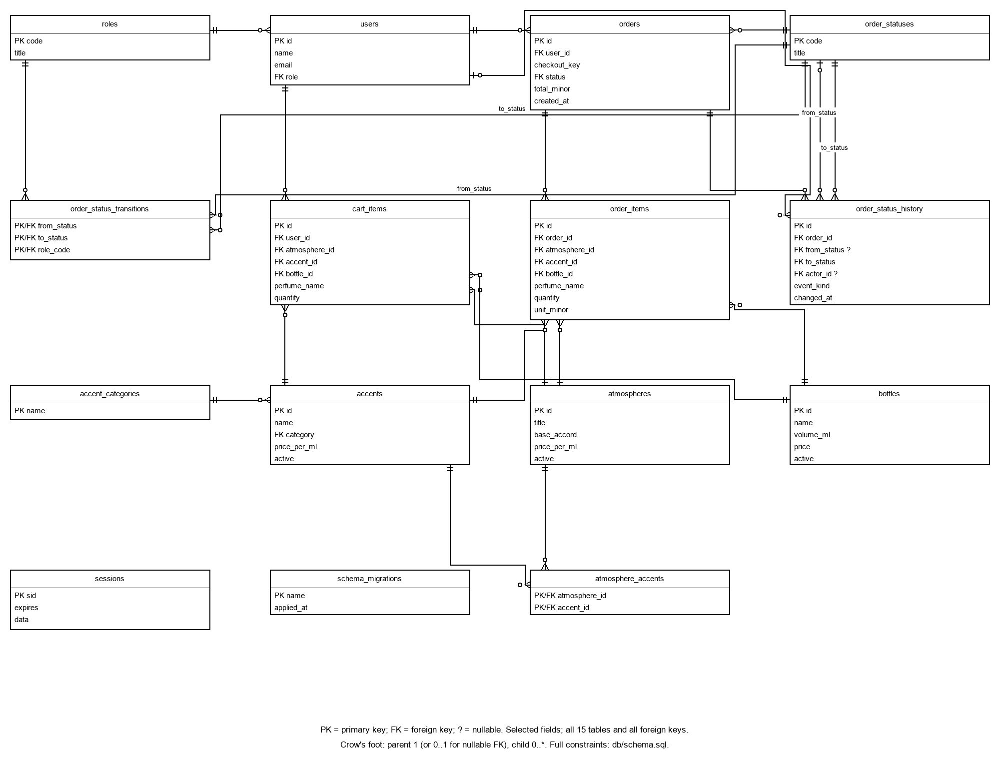 roles
PK code
title
users
PK id
name
email
FK role
orders
PK id
FK user_id
checkout_key
FK status
total_minor
created_at
order_statuses
PK code
title
to_status
from_status
to_status
from_status
order_status_transitions
PK/FK from_status
PK/FK to_status
PK/FK role_code
cart_items
PK id
FK user_id
FK atmosphere_id
FK accent_id
FK bottle_id
perfume_name
quantity
order_items
PK id
FK order_id
FK atmosphere_id
FK accent_id
FK bottle_id
perfume_name
quantity
unit_minor
order_status_history
PK id
FK order_id
FK from_status ?
FK to_status
FK actor_id ?
event_kind
changed_at
accent_categories
PK name
accents
PK id
name
FK category
price_per_ml
active
atmospheres
PK id
title
base_accord
price_per_ml
active
bottles
PK id
name
volume_ml
price
active
sessions
PK sid
expires
data
schema_migrations
PK name
applied_at
atmosphere_accents
PK/FK atmosphere_id
PK/FK accent_id
PK = primary key; FK = foreign key; ? = nullable. Selected fields; all 15 tables and all foreign keys.
Crow's foot: parent 1 (or 0..1 for nullable FK), child 0..*. Full constraints: db/schema.sql.